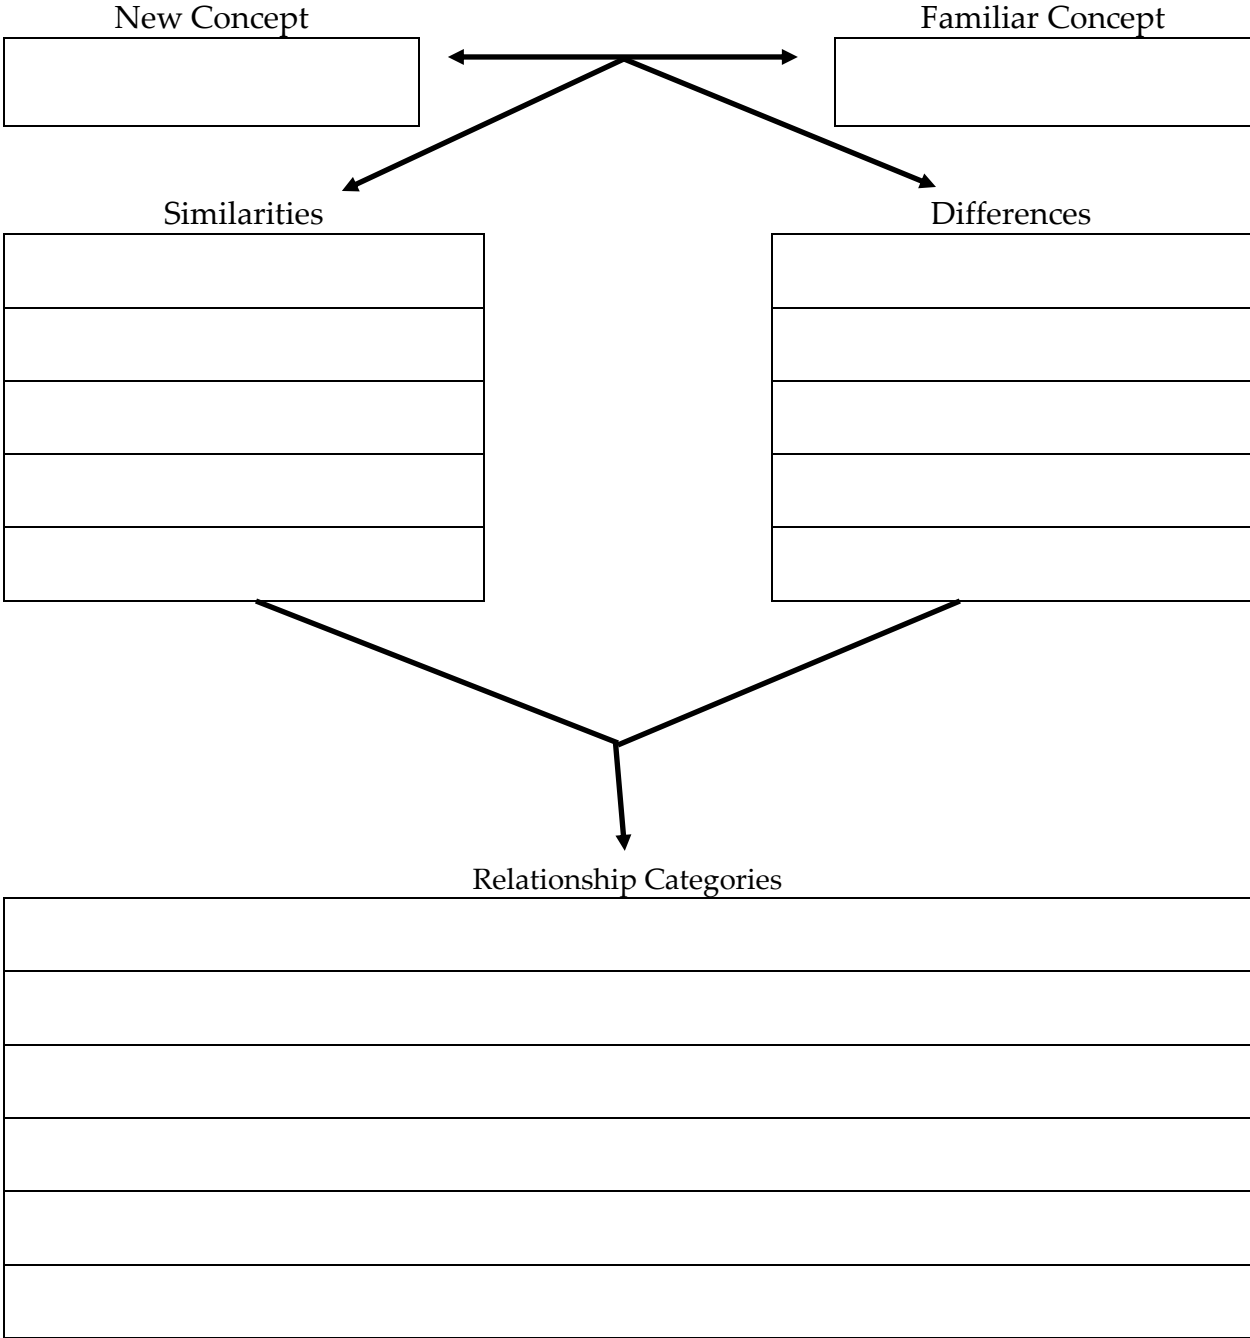 New Concept
Familiar Concept
Similarities
Differences
Relationship Categories